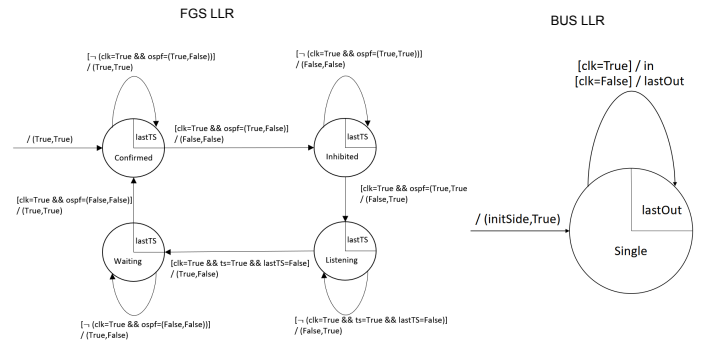 FGS LLR
BUS LLR
[¬ (clk=True && ospf=(True,False))]
/ (True,True)
[¬ (clk=True && ospf=(True,True))]
/ (False,False)
[clk=True] / in
[clk=False] / lastOut
/ (True,True)
lastTS
Confirmed
[clk=True && ospf=(True,False)]
/ (False,False)
lastTS
Inhibited
[clk=True && ospf=(True,True
/ (False,True)
[clk=True && ospf=(False,False)]
/ (True,True)
lastTS
Waiting
[clk=True && ts=True && lastTS=False]
/ (True,False)
lastTS
Listening
/ (initSide,True)
lastOut
Single
[¬ (clk=True && ospf=(False,False))]
/ (True,False)
[¬ (clk=True && ts=True && lastTS=False)]
/ (False,True)